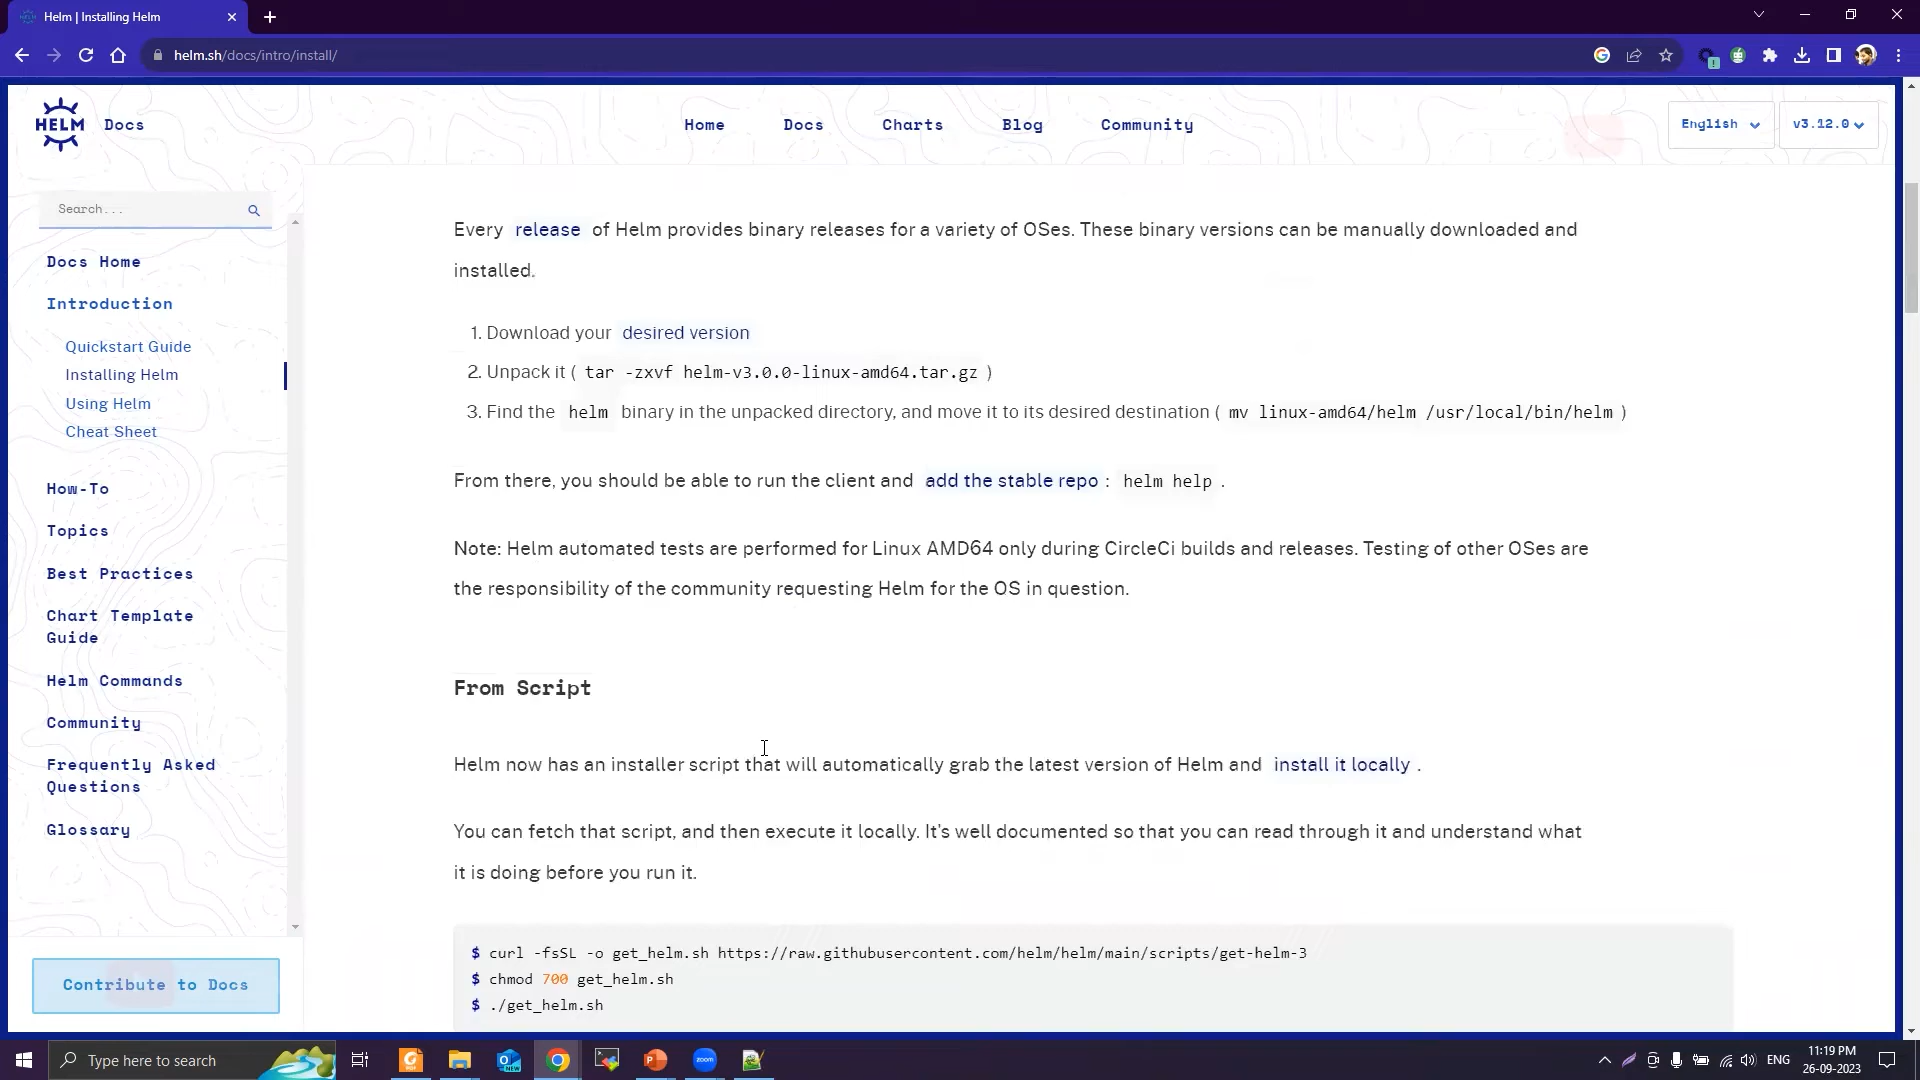 Helm | Installing Helm
helm.sh/docs/intro/install/
HELM Docs
Home Docs Charts Blog Community
English v3.12.0
Search...
Docs Home
Introduction
Quickstart Guide
Installing Helm
Using Helm
Cheat Sheet
How-To
Topics
Best Practices
Chart Template
Guide
Helm Commands
Community
Frequently Asked
Questions
Glossary
Contribute to Docs
Every release of Helm provides binary releases for a variety of OSes. These binary versions can be manually downloaded and
installed.
1. Download your desired version
2. Unpack it ( tar -zxvf helm-v3.0.0-linux-amd64.tar.gz )
3. Find the helm binary in the unpacked directory, and move it to its desired destination ( mv linux-amd64/helm /usr/local/bin/helm )
From there, you should be able to run the client and add the stable repo : helm help .
Note: Helm automated tests are performed for Linux AMD64 only during CircleCi builds and releases. Testing of other OSes are
the responsibility of the community requesting Helm for the OS in question.
From Script
Helm now has an installer script that will automatically grab the latest version of Helm and install it locally .
You can fetch that script, and then execute it locally. It's well documented so that you can read through it and understand what
it is doing before you run it.
$ curl -fsSL -o get_helm.sh https://raw.githubusercontent.com/helm/helm/main/scripts/get-helm-3
$ chmod 700 get_helm.sh
$ ./get_helm.sh
Type here to search
zoom
ENG
11:19 PM
26-09-2023